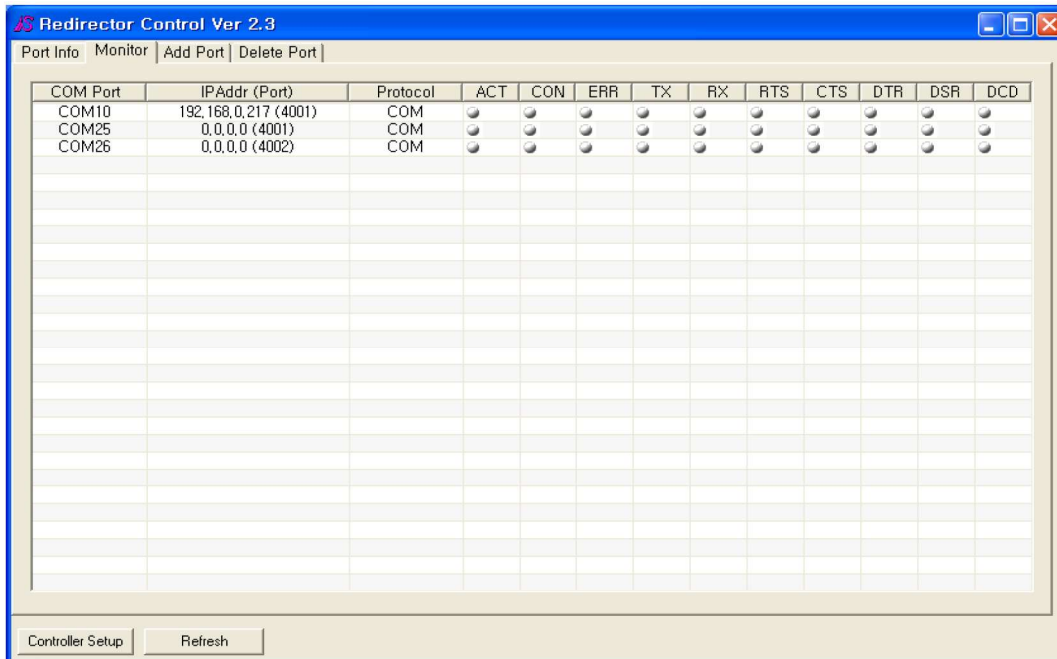 Redirector Control Ver 2.3
Port Info Monitor Add Port Delete Port
COM Port IPAddr (Port) Protocol ACT CON ERR TX RX RTS CTS DTR DSR DCD
COM10 192,168,0,217 (4001) COM
COM25 0,0,0,0 (4001) COM
COM26 0,0,0,0 (4002) COM
Controller Setup Refresh